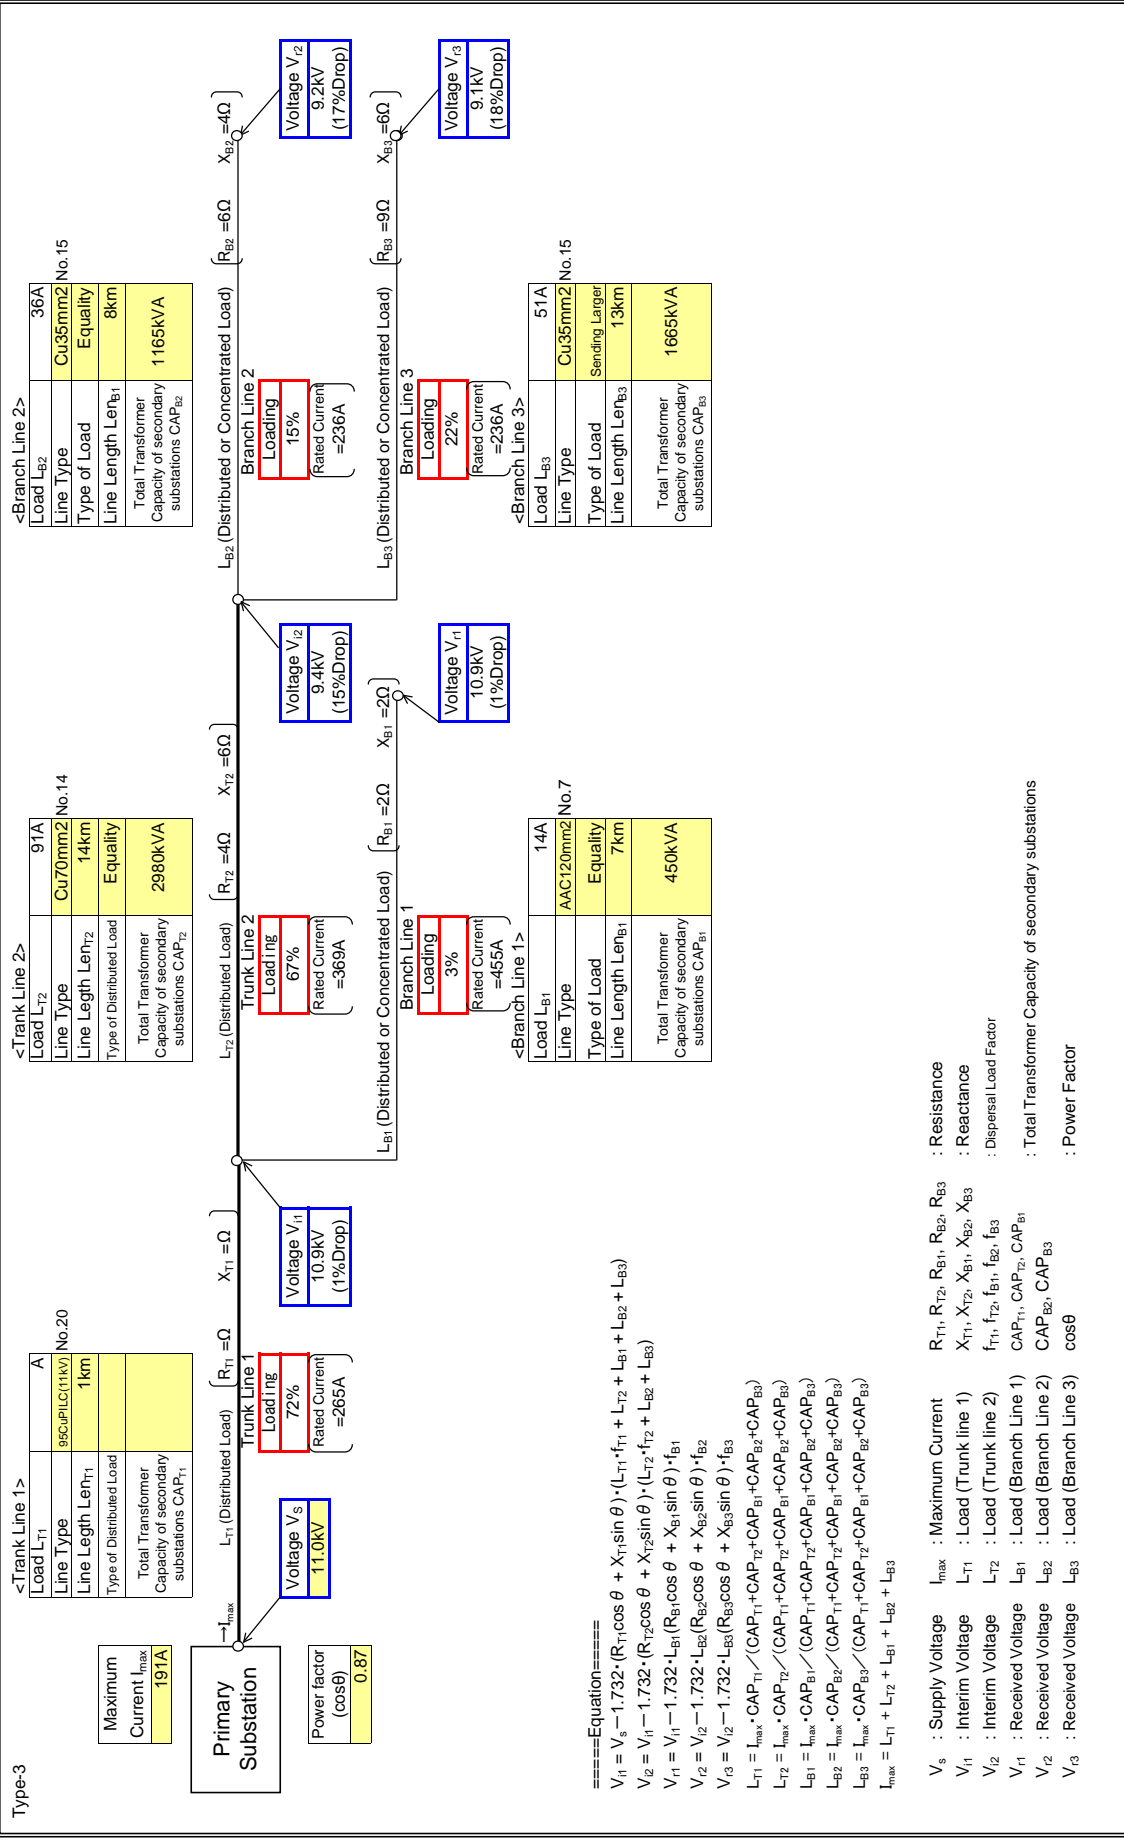 Type-3
Maximum
Current Imax
191A
Primary
Substation
Power factor
(cosθ)
0.87
→Imax
Voltage VS
11.0kV
<Trank Line 1>
Load LT1 A
Line Type 95CuPILC(11kV) No.20
Line Legth LenT1 1km
Type of Distributed Load
Total Transformer
Capacity of secondary
substations CAPT1
LT1 (Distributed Load)
RT1 =Ω XT1 =Ω
Trunk Line 1
Loading
72%
Rated Current
=265A
Voltage Vi1
10.9kV
(1%Drop)
<Trank Line 2>
Load LT2 91A
Line Type Cu70mm2 No.14
Line Legth LenT2 14km
Type of Distributed Load Equality
Total Transformer
Capacity of secondary
substations CAPT2
2980kVA
LT2 (Distributed Load)
RT2 =4Ω XT2 =6Ω
Trunk Line 2
Loading
67%
Rated Current
=369A
Voltage Vi2
9.4kV
(15%Drop)
LB1 (Distributed or Concentrated Load)
RB1 =2Ω XB1 =2Ω
Branch Line 1
Loading
3%
Rated Current
=455A
Voltage Vr1
10.9kV
(1%Drop)
<Branch Line 1>
Load LB1 14A
Line Type AAC120mm2 No.7
Type of Load Equality
Line Length LenB1 7km
Total Transformer
Capacity of secondary
substations CAPB1
450kVA
<Branch Line 2>
Load LB2 36A
Line Type Cu35mm2 No.15
Type of Load Equality
Line Length LenB1 8km
Total Transformer
Capacity of secondary
substations CAPB2
1165kVA
LB2 (Distributed or Concentrated Load)
RB2 =6Ω XB2 =4Ω
Branch Line 2
Loading
15%
Rated Current
=236A
Voltage Vr2
9.2kV
(17%Drop)
LB3 (Distributed or Concentrated Load)
RB3 =9Ω XB3 =6Ω
Branch Line 3
Loading
22%
Rated Current
=236A
Voltage Vr3
9.1kV
(18%Drop)
<Branch Line 3>
Load LB3 51A
Line Type Cu35mm2 No.15
Type of Load Sending Larger
Line Length LenB3 13km
Total Transformer
Capacity of secondary
substations CAPB3
1665kVA
=====Equation=====
Vi1 = Vs－1.732･(RT1cos θ + XT1sin θ)･(LT1･fT1 + LT2 + LB1 + LB2 + LB3)
Vi2 = Vi1－1.732･(RT2cos θ + XT2sin θ)･(LT2･fT2 + LB2 + LB3)
Vr1 = Vi1－1.732･LB1(RB1cos θ + XB1sin θ)･fB1
Vr2 = Vi2－1.732･LB2(RB2cos θ + XB2sin θ)･fB2
Vr3 = Vi2－1.732･LB3(RB3cos θ + XB3sin θ)･fB3
LT1 = Imax･CAPT1／(CAPT1+CAPT2+CAPB1+CAPB2+CAPB3)
LT2 = Imax･CAPT2／(CAPT1+CAPT2+CAPB1+CAPB2+CAPB3)
LB1 = Imax･CAPB1／(CAPT1+CAPT2+CAPB1+CAPB2+CAPB3)
LB2 = Imax･CAPB2／(CAPT1+CAPT2+CAPB1+CAPB2+CAPB3)
LB3 = Imax･CAPB3／(CAPT1+CAPT2+CAPB1+CAPB2+CAPB3)
Imax = LT1 + LT2 + LB1 + LB2 + LB3
Vs : Supply Voltage Imax : Maximum Current RT1, RT2, RB1, RB2, RB3 : Resistance
Vi1 : Interim Voltage LT1 : Load (Trunk line 1) XT1, XT2, XB1, XB2, XB3 : Reactance
Vi2 : Interim Voltage LT2 : Load (Trunk line 2) fT1, fT2, fB1, fB2, fB3 : Dispersal Load Factor
Vr1 : Received Voltage LB1 : Load (Branch Line 1) CAPT1, CAPT2, CAPB1 : Total Transformer Capacity of secondary substations
Vr2 : Received Voltage LB2 : Load (Branch Line 2) CAPB2, CAPB3
Vr3 : Received Voltage LB3 : Load (Branch Line 3) cosθ : Power Factor